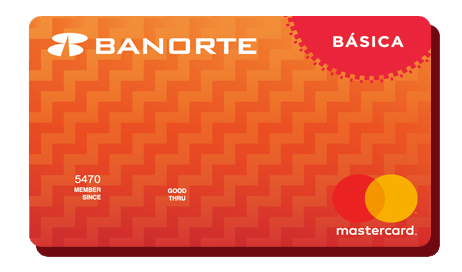 BANORTE
BÁSICA
5470
MEMBER
SINCE
GOOD
THRU
mastercard.